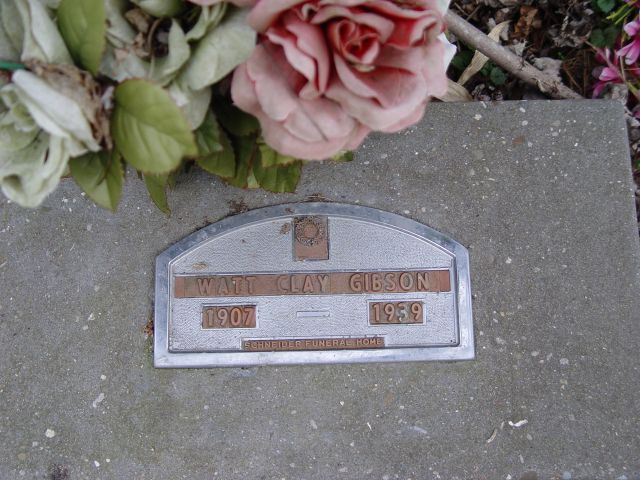 WATT CLAY GIBSON
1907 — 1939
SCHNEIDER FUNERAL HOME